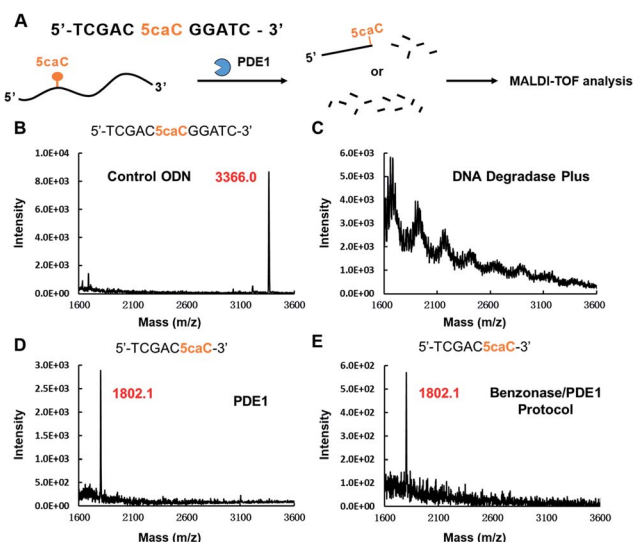 A
5'-TCGAC 5caC GGATC - 3'
5caC
5'
3'
PDE1
5caC
5'
or
MALDI-TOF analysis
B
5'-TCGAC5caCGGATC-3'
Control ODN
3366.0
Intensity
1.0E+04
8.0E+03
6.0E+03
4.0E+03
2.0E+03
0.0E+00
1600 2100 2600 3100 3600
Mass (m/z)
C
DNA Degradase Plus
Intensity
6.0E+03
5.0E+03
4.0E+03
3.0E+03
2.0E+03
1.0E+03
0.0E+00
1600 2100 2600 3100 3600
Mass (m/z)
D
5'-TCGAC5caC-3'
1802.1
PDE1
Intensity
3.0E+03
2.5E+03
2.0E+03
1.5E+03
1.0E+03
5.0E+02
0.0E+00
1600 2100 2600 3100 3600
Mass (m/z)
E
5'-TCGAC5caC-3'
1802.1
Benzonase/PDE1
Protocol
Intensity
6.0E+02
5.0E+02
4.0E+02
3.0E+02
2.0E+02
1.0E+02
0.0E+00
1600 2100 2600 3100 3600
Mass (m/z)